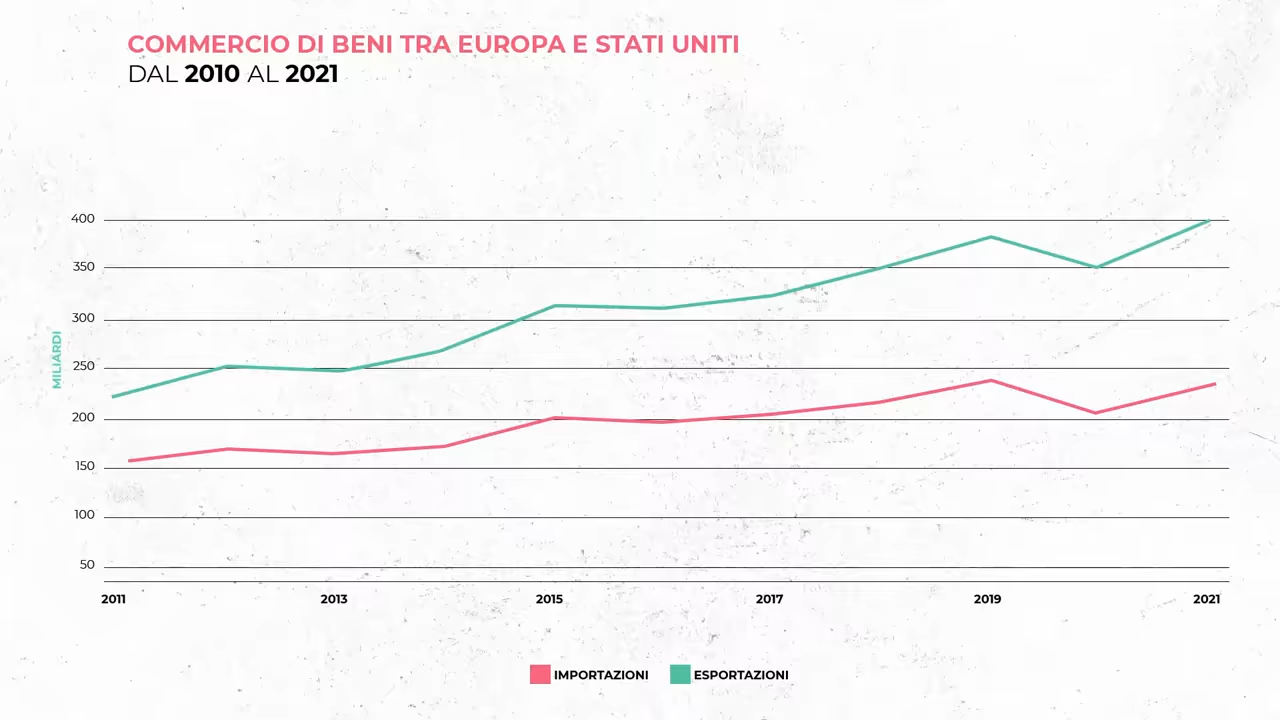 COMMERCIO DI BENI TRA EUROPA E STATI UNITI
DAL 2010 AL 2021
400
350
300
250
200
150
100
50
MILIARDI
2011 2013 2015 2017 2019 2021
IMPORTAZIONI ESPORTAZIONI